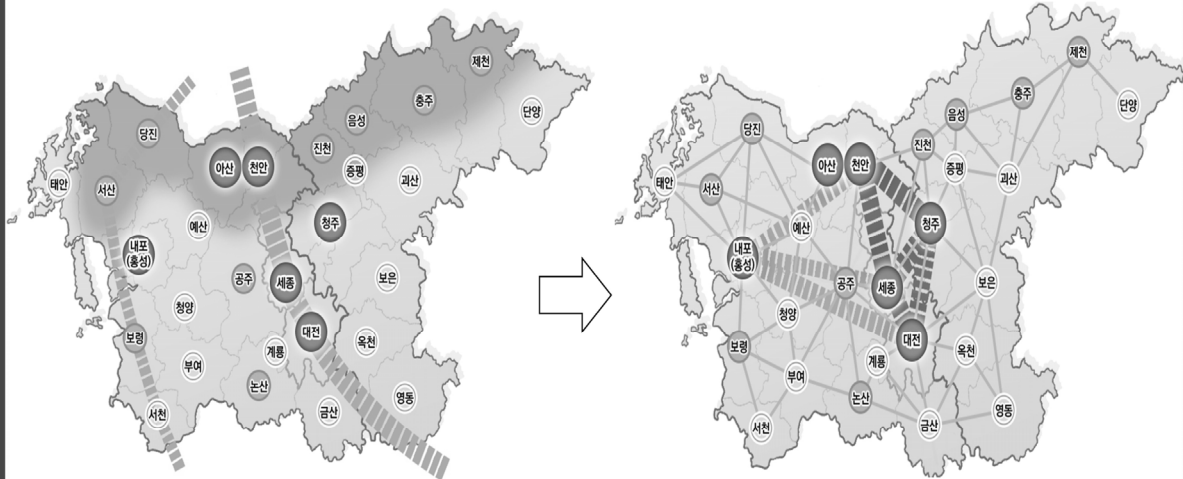 제천
충주
단양
음성
당진
진천
아산
천안
증평
괴산
태안
서산
청주
예산
내포
(홍성)
공주
세종
보은
청양
대전
보령
옥천
계룡
부여
논산
영동
금산
서천
제천
충주
단양
음성
당진
진천
아산
천안
증평
괴산
태안
서산
청주
예산
내포
(홍성)
공주
세종
보은
청양
대전
보령
옥천
계룡
부여
논산
영동
금산
서천